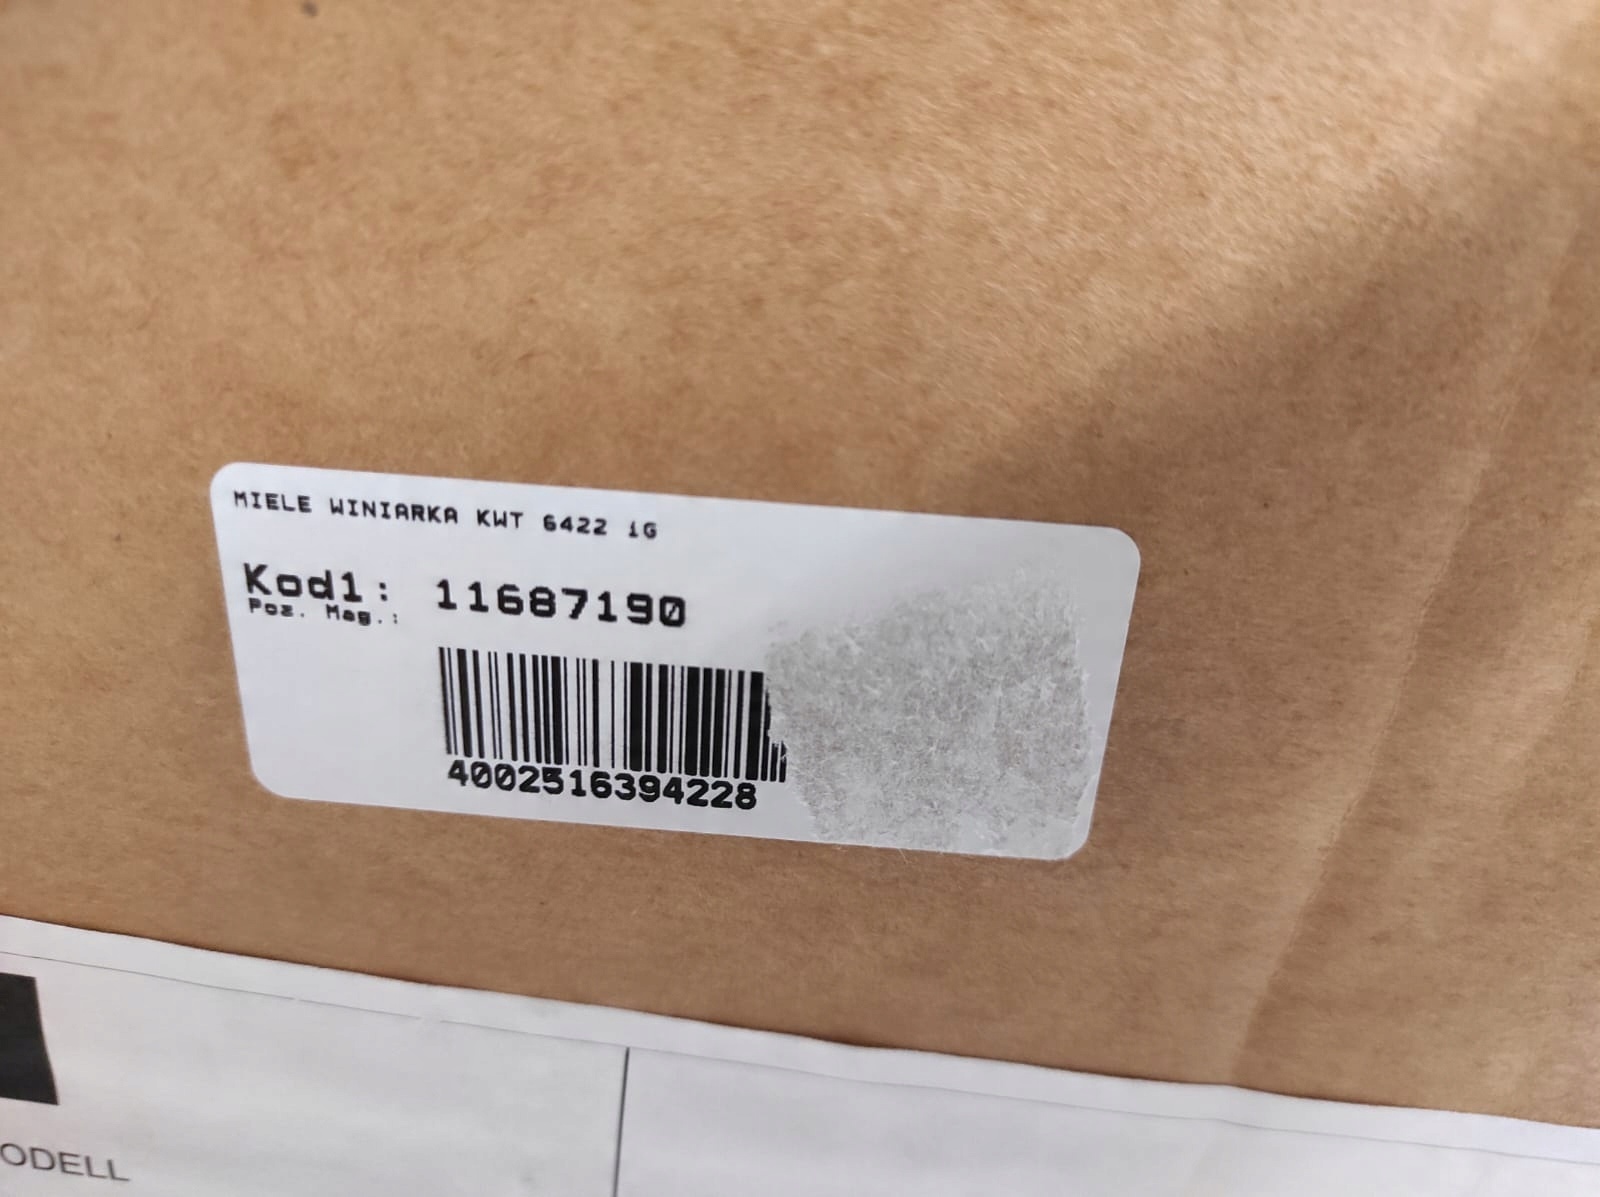 MIELE WINIARKA KWT 6422 iG
Kod1: 11687190
Poz. Mag.:
4002516394228
ODELL